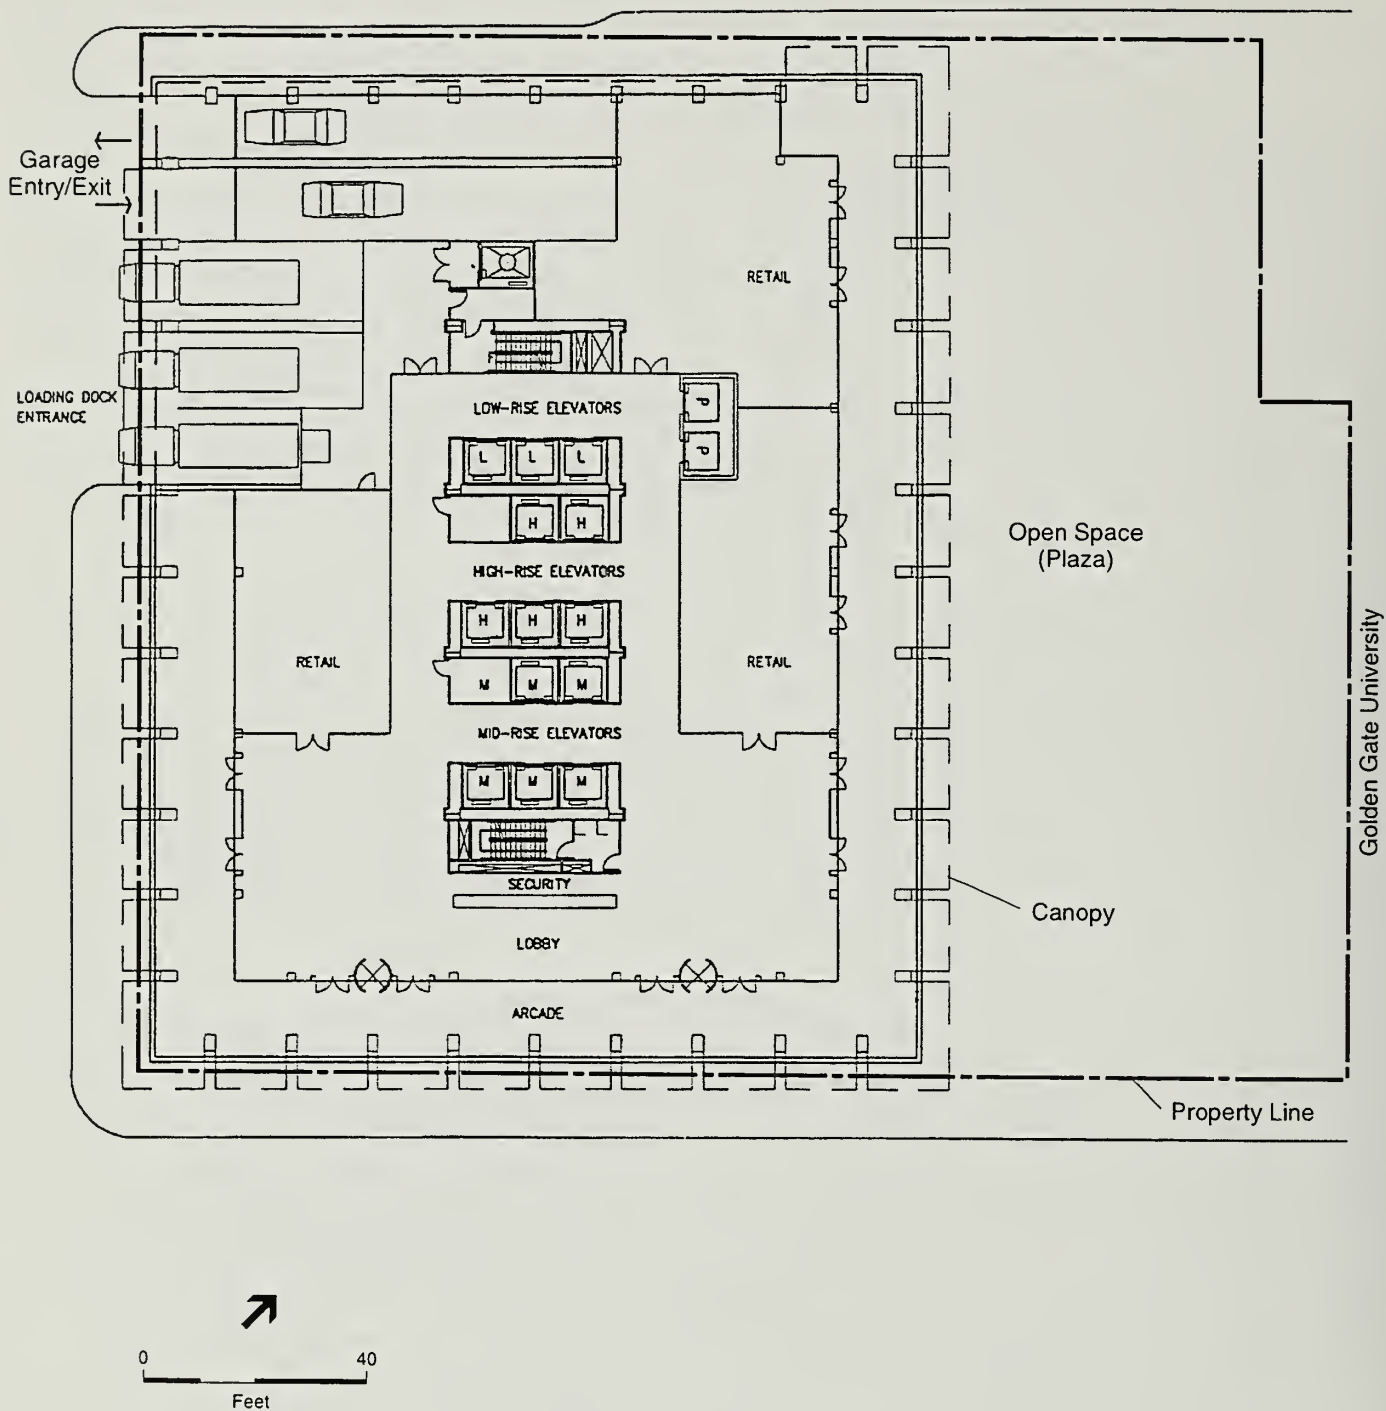 Garage
Entry/Exit
RETAIL
LOADING DOCK
ENTRANCE
LOW-RISE ELEVATORS
P
P
L L L
H H
Open Space
(Plaza)
HIGH-RISE ELEVATORS
H H H
RETAIL
M M M
RETAIL
MID-RISE ELEVATORS
Golden Gate University
M M M
SECURITY
Canopy
LOBBY
ARCADE
Property Line
0 40
Feet